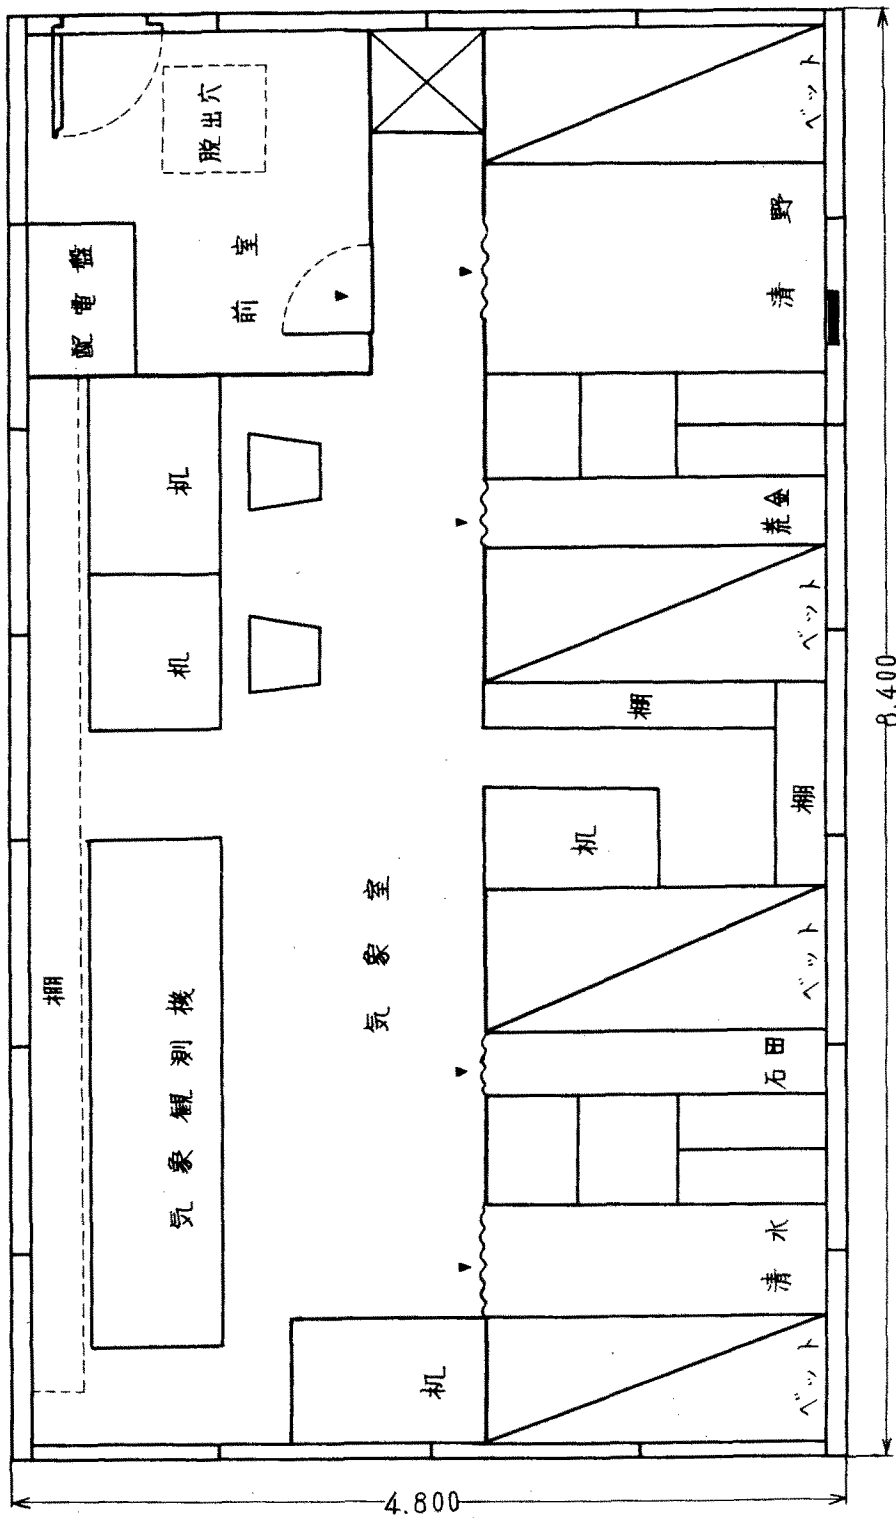 ベット
脱出穴
清野
配電盤
前室
机
荒金
机
ベット
棚
棚
机
8.400
気象室
ベット
棚
気象観測機
石田
清水
机
ベット
4.800